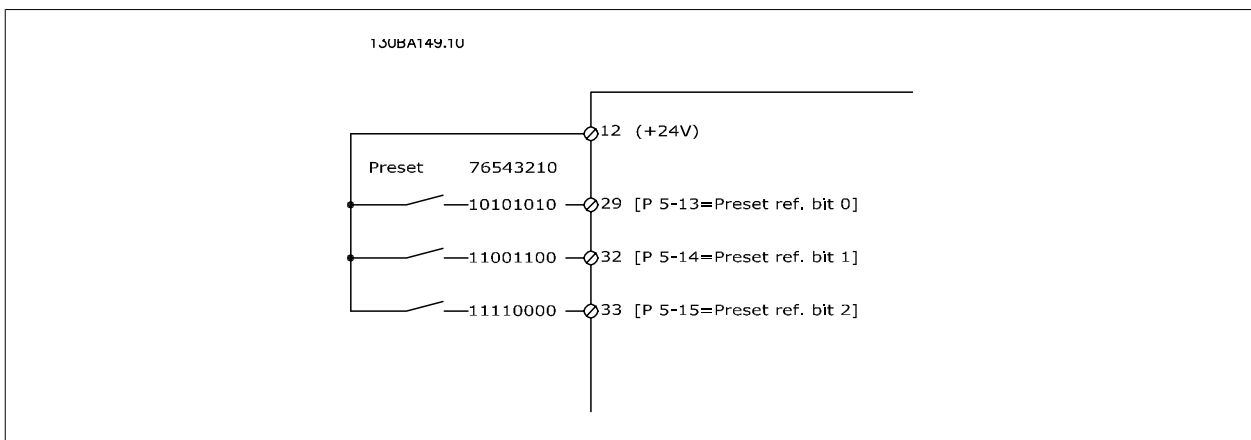 130BA149.10
12 (+24V)
Preset 76543210
10101010 29 [P 5-13=Preset ref. bit 0]
11001100 32 [P 5-14=Preset ref. bit 1]
11110000 33 [P 5-15=Preset ref. bit 2]